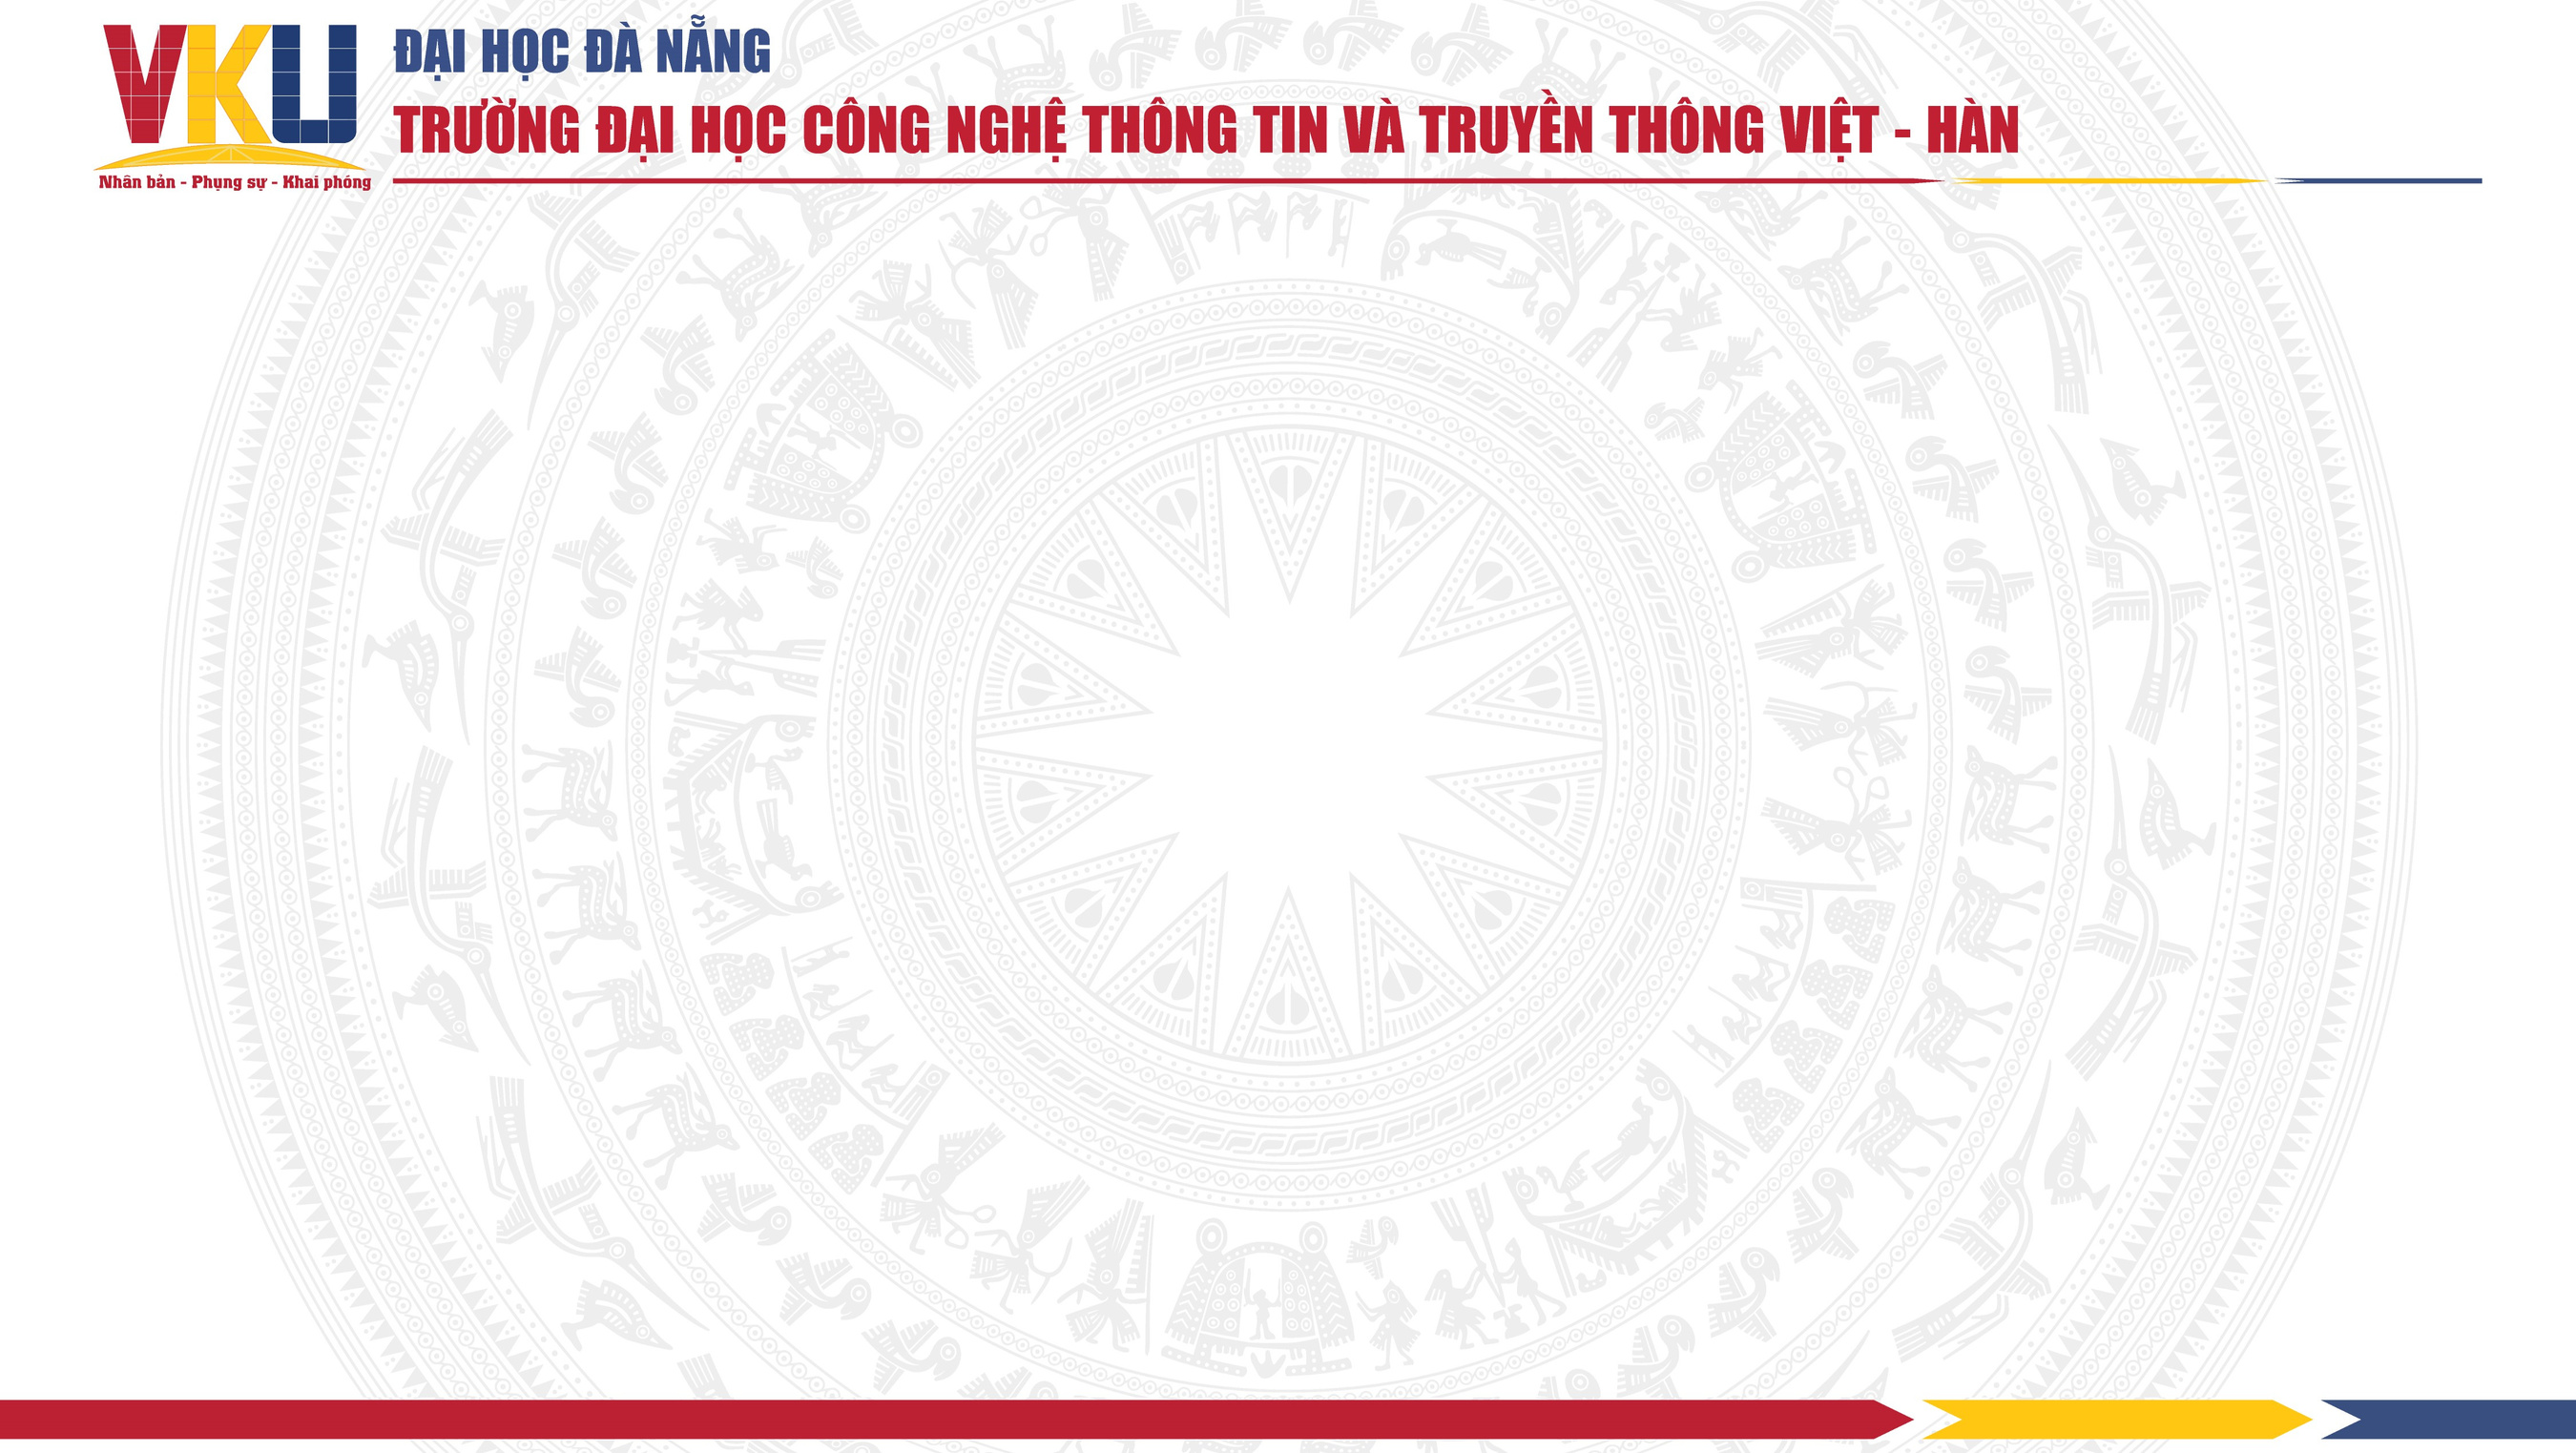 VKU
Nhân bản - Phụng sự - Khai phóng
ĐẠI HỌC ĐÀ NẴNG
TRƯỜNG ĐẠI HỌC CÔNG NGHỆ THÔNG TIN VÀ TRUYỀN THÔNG VIỆT - HÀN